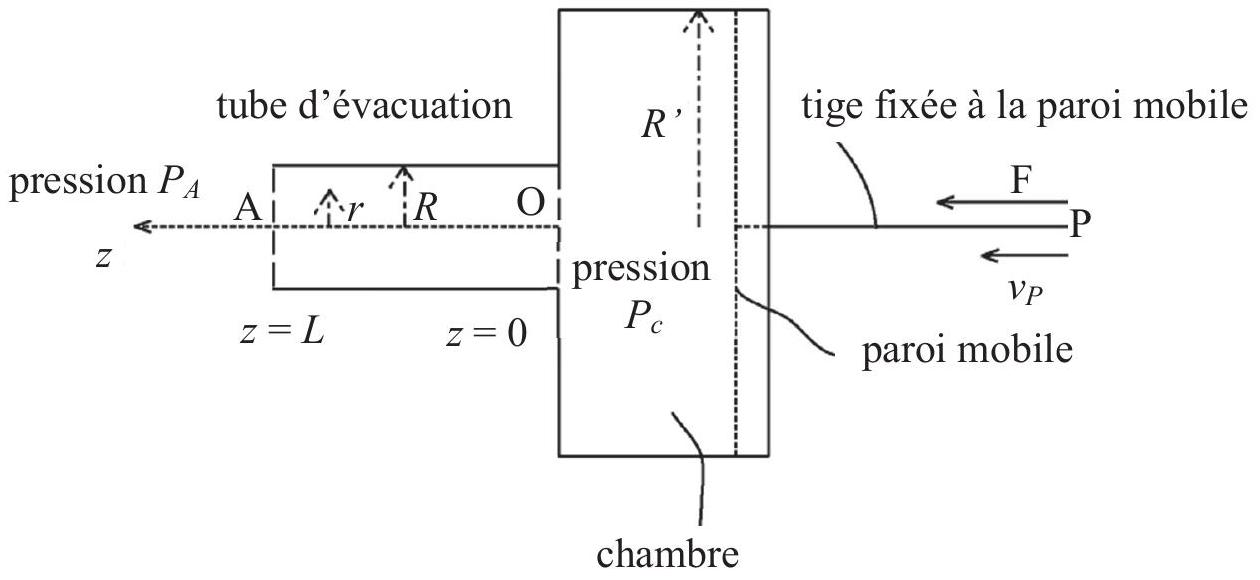 tube d'évacuation
R'
tige fixée à la paroi mobile
pression P_A
A
r
R
O
F
P
z
pression
P_c
v_P
z = L
z = 0
paroi mobile
chambre